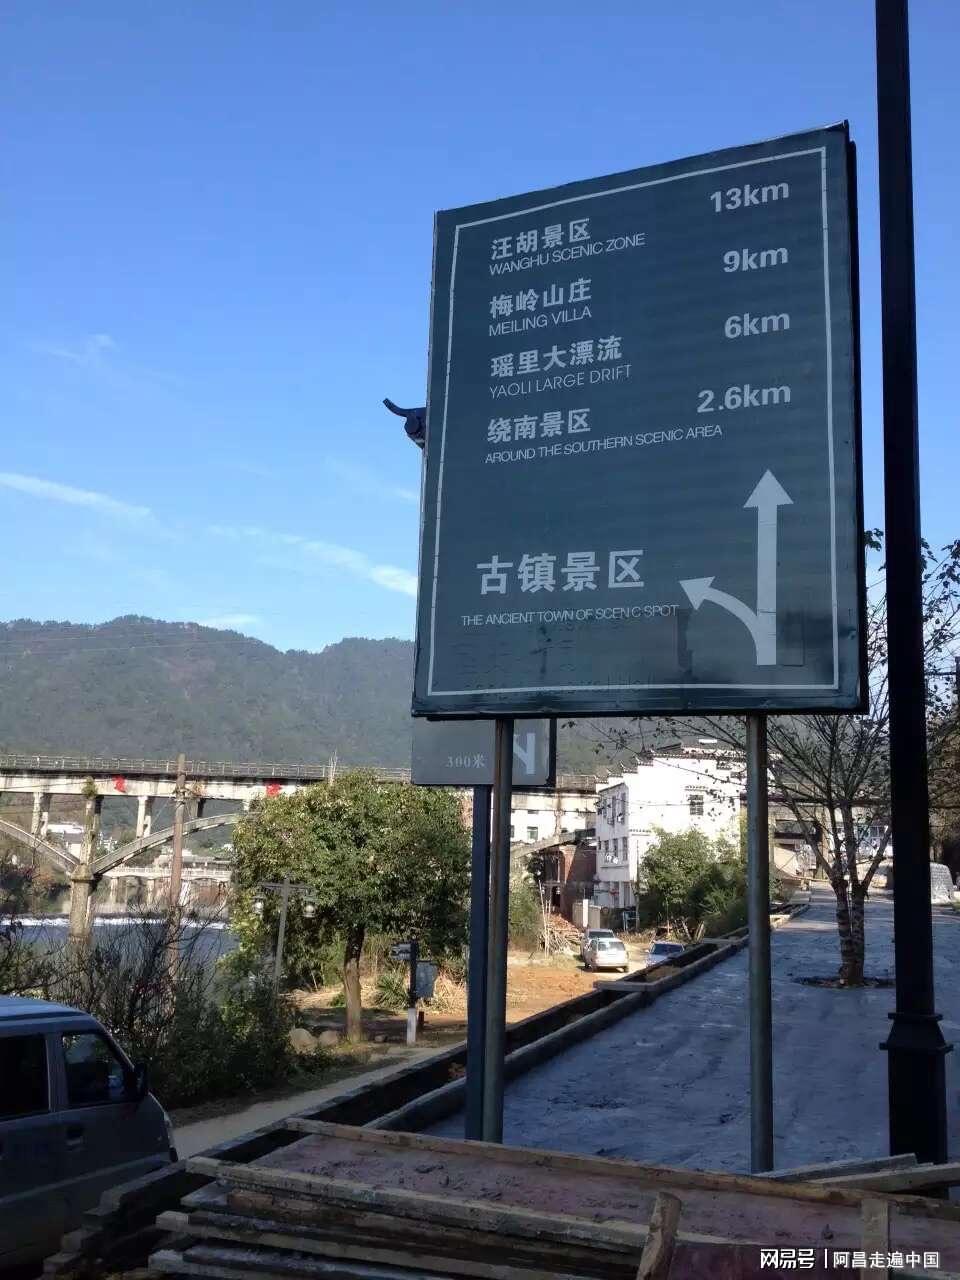 汪胡景区 13km
WANGHU SCENIC ZONE
梅岭山庄 9km
MEILING VILLA
瑶里大漂流 6km
YAOLI LARGE DRIFT
绕南景区 2.6km
AROUND THE SOUTHERN SCENIC AREA
古镇景区
THE ANCIENT TOWN OF SCEN C SPOT
300米
网易号 | 阿昌走遍中国